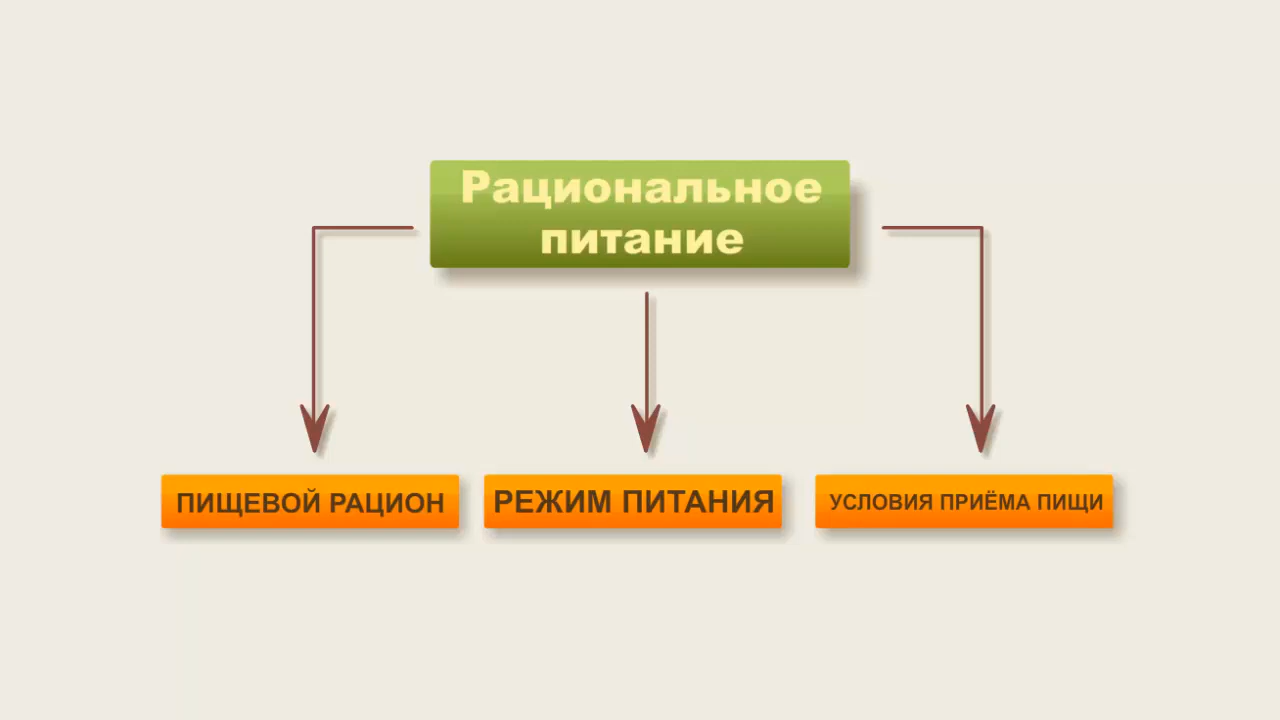 Рациональное
питание
ПИЩЕВОЙ РАЦИОН
РЕЖИМ ПИТАНИЯ
УСЛОВИЯ ПРИЁМА ПИЩИ